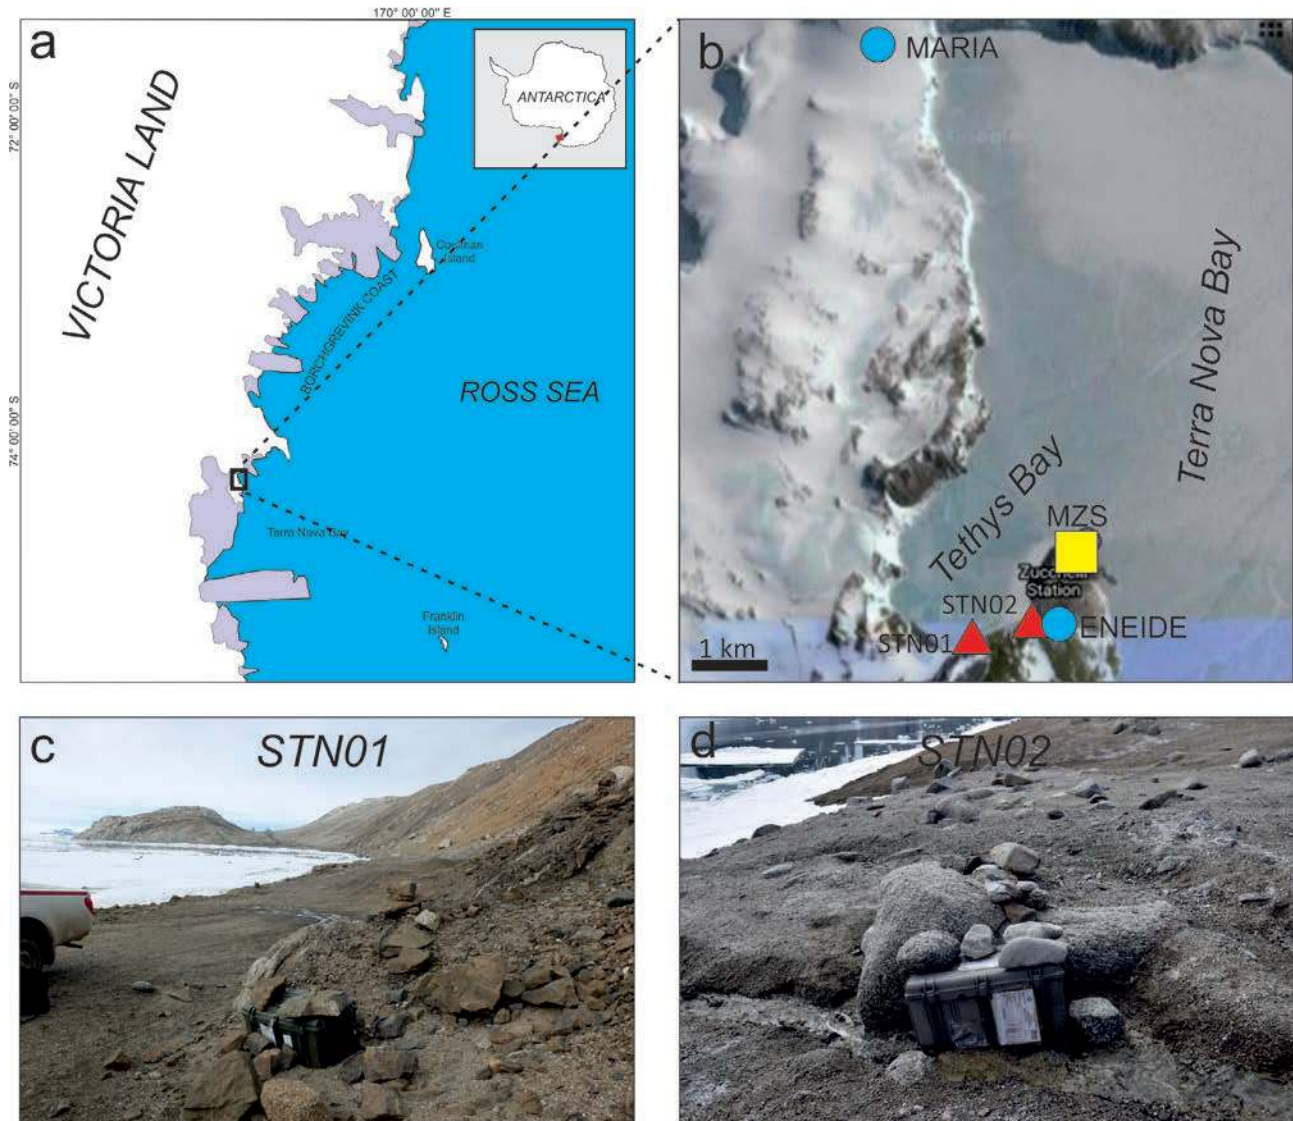 170° 00' 00" E
a
72° 00' 00" S
VICTORIA LAND
ANTARCTICA
Coulman
Island
BORCHGREVINK COAST
ROSS SEA
74° 00' 00" S
Terra Nova Bay
Franklin
Island
b
MARIA
Google
Terra Nova Bay
Tethys Bay
MZS
Zucchelli
Station
STN02
STN01
ENEIDE
1 km
c
STN01
d
STN02